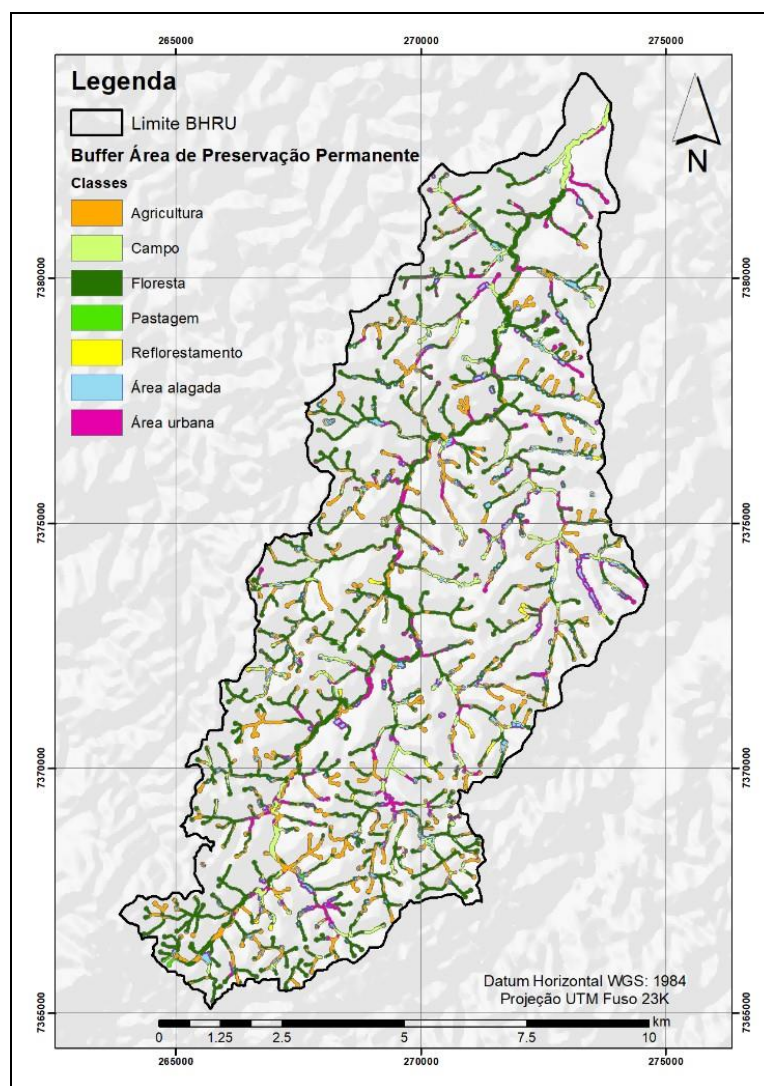 265000 270000 275000
Legenda
Limite BHRU
Buffer Área de Preservação Permanente
Classes
Agricultura
Campo
Floresta
Pastagem
Reflorestamento
Área alagada
Área urbana
N
7380000 7380000
7375000 7375000
7370000 7370000
7365000 7365000
Datum Horizontal WGS: 1984
Projeção UTM Fuso 23K
km
0 1.25 2.5 5 7.5 10
265000 270000 275000